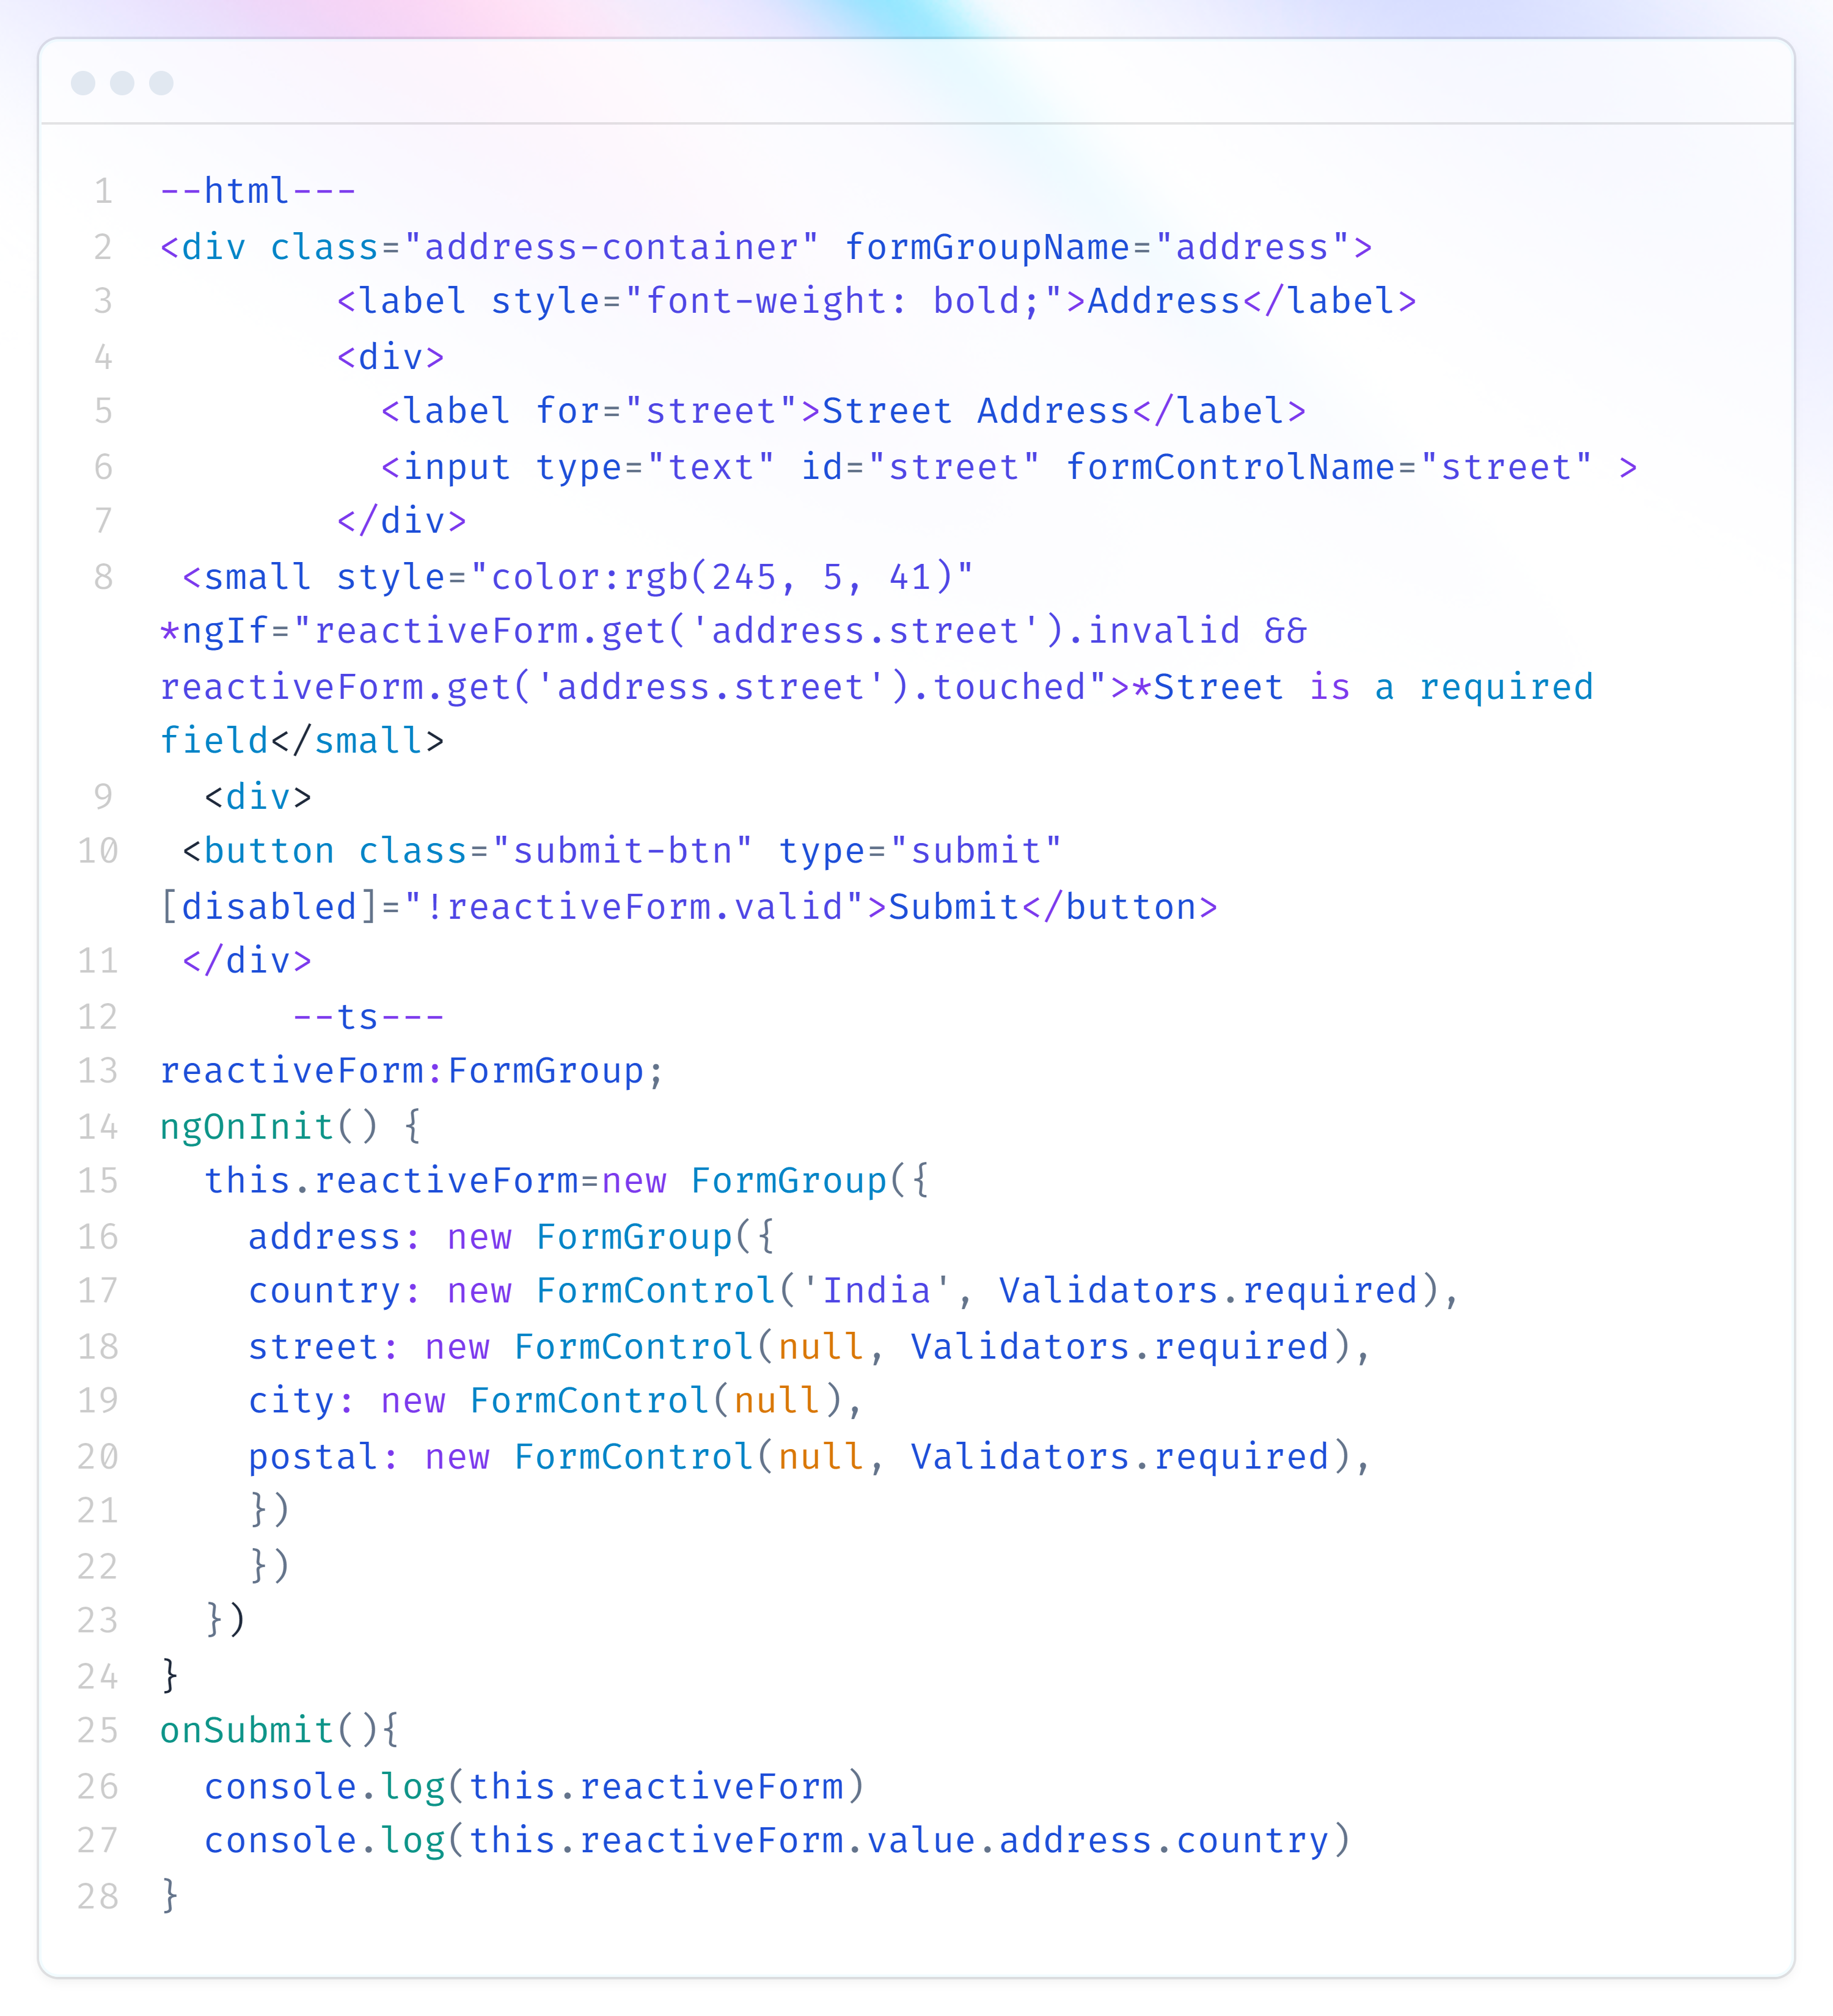 1 --html---
2 <div class="address-container" formGroupName="address">
3         <label style="font-weight: bold;">Address</label>
4         <div>
5           <label for="street">Street Address</label>
6           <input type="text" id="street" formControlName="street" >
7         </div>
8  <small style="color:rgb(245, 5, 41)"
*ngIf="reactiveForm.get('address.street').invalid &&
reactiveForm.get('address.street').touched">*Street is a required
field</small>
9   <div>
10  <button class="submit-btn" type="submit"
[disabled]="!reactiveForm.valid">Submit</button>
11  </div>
12       --ts---
13 reactiveForm:FormGroup;
14 ngOnInit() {
15   this.reactiveForm=new FormGroup({
16     address: new FormGroup({
17     country: new FormControl('India', Validators.required),
18     street: new FormControl(null, Validators.required),
19     city: new FormControl(null),
20     postal: new FormControl(null, Validators.required),
21     })
22     })
23   })
24 }
25 onSubmit(){
26   console.log(this.reactiveForm)
27   console.log(this.reactiveForm.value.address.country)
28 }